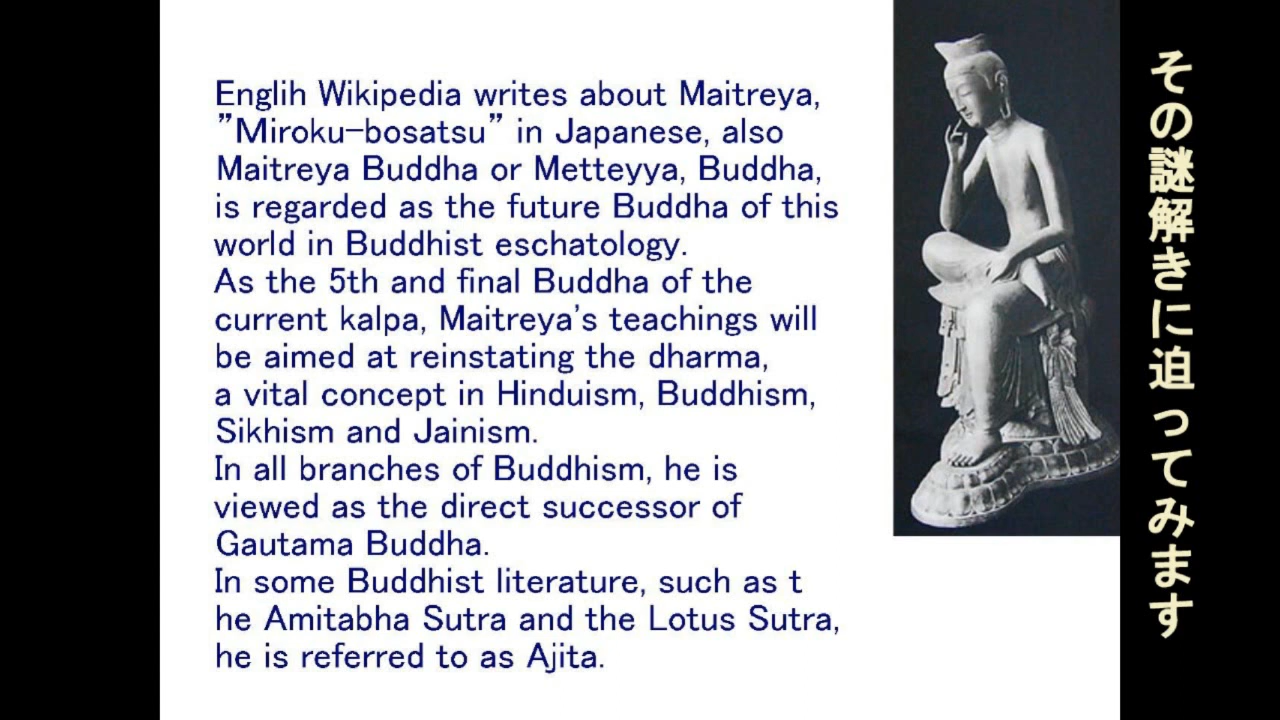 Englih Wikipedia writes about Maitreya,
”Miroku−bosatsu” in Japanese, also
Maitreya Buddha or Metteyya, Buddha,
is regarded as the future Buddha of this
world in Buddhist eschatology.
As the 5th and final Buddha of the
current kalpa, Maitreya’s teachings will
be aimed at reinstating the dharma,
a vital concept in Hinduism, Buddhism,
Sikhism and Jainism.
In all branches of Buddhism, he is
viewed as the direct successor of
Gautama Buddha.
In some Buddhist literature, such as t
he Amitabha Sutra and the Lotus Sutra,
he is referred to as Ajita.
その謎解きに迫ってみます